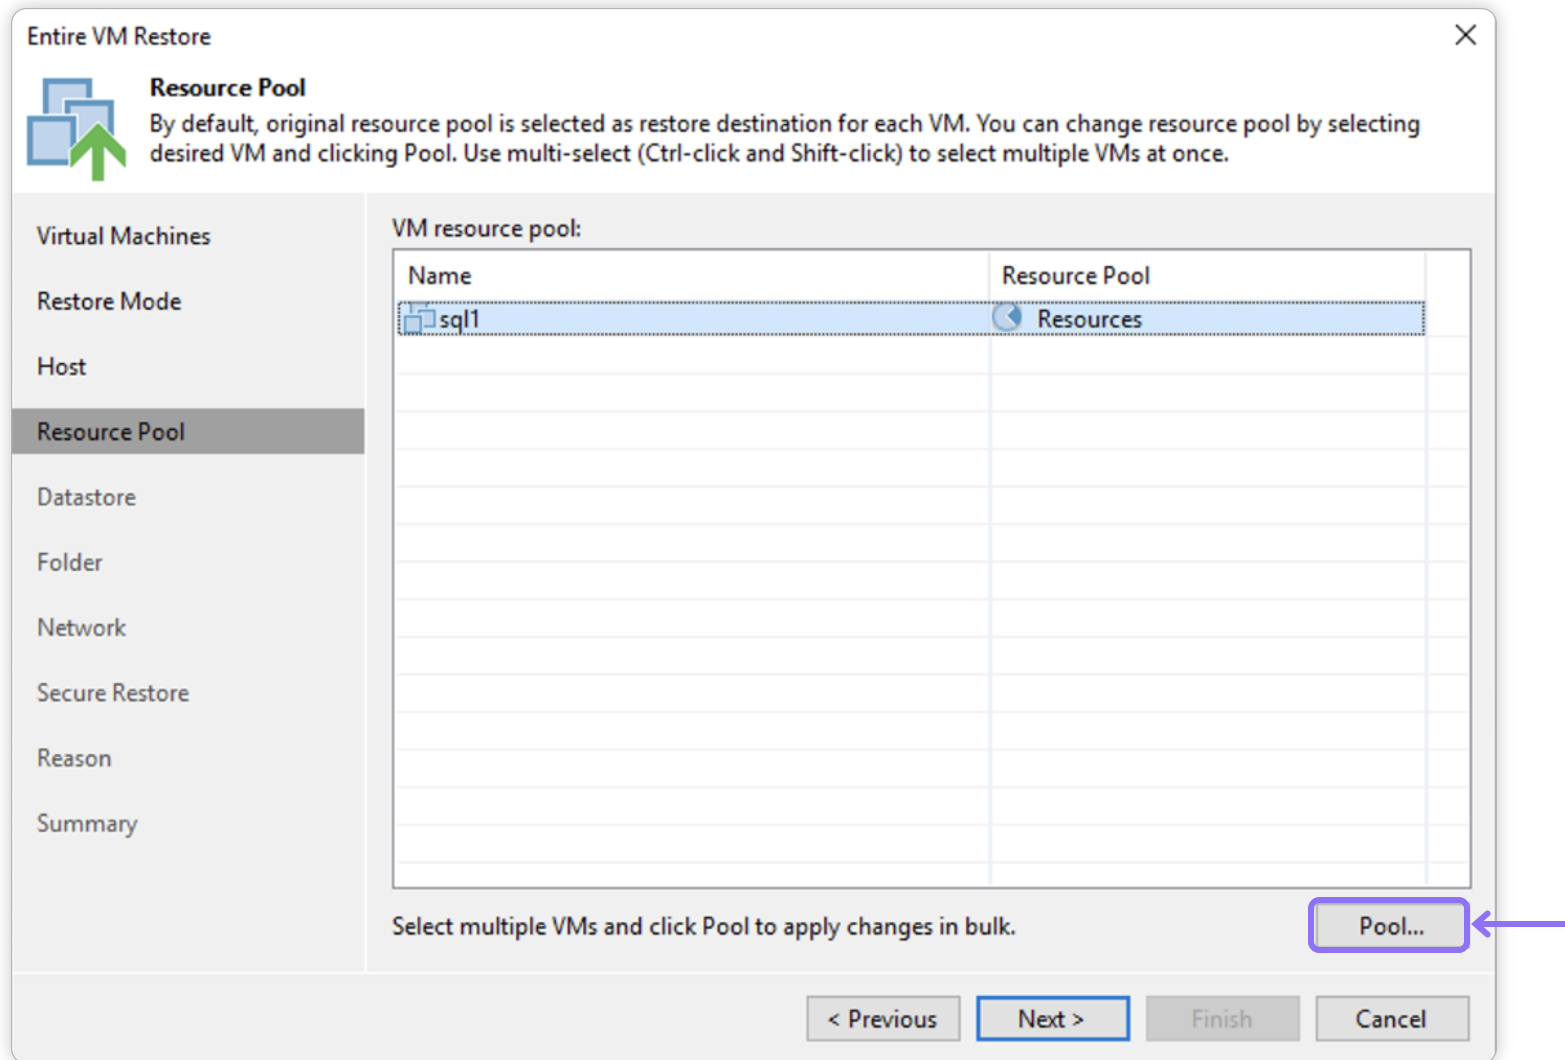 Entire VM Restore
Resource Pool
By default, original resource pool is selected as restore destination for each VM. You can change resource pool by selecting
desired VM and clicking Pool. Use multi-select (Ctrl-click and Shift-click) to select multiple VMs at once.
Virtual Machines
Restore Mode
Host
Resource Pool
Datastore
Folder
Network
Secure Restore
Reason
Summary
VM resource pool:
Name Resource Pool
sql1 Resources
Select multiple VMs and click Pool to apply changes in bulk.
Pool...
< Previous
Next >
Finish
Cancel